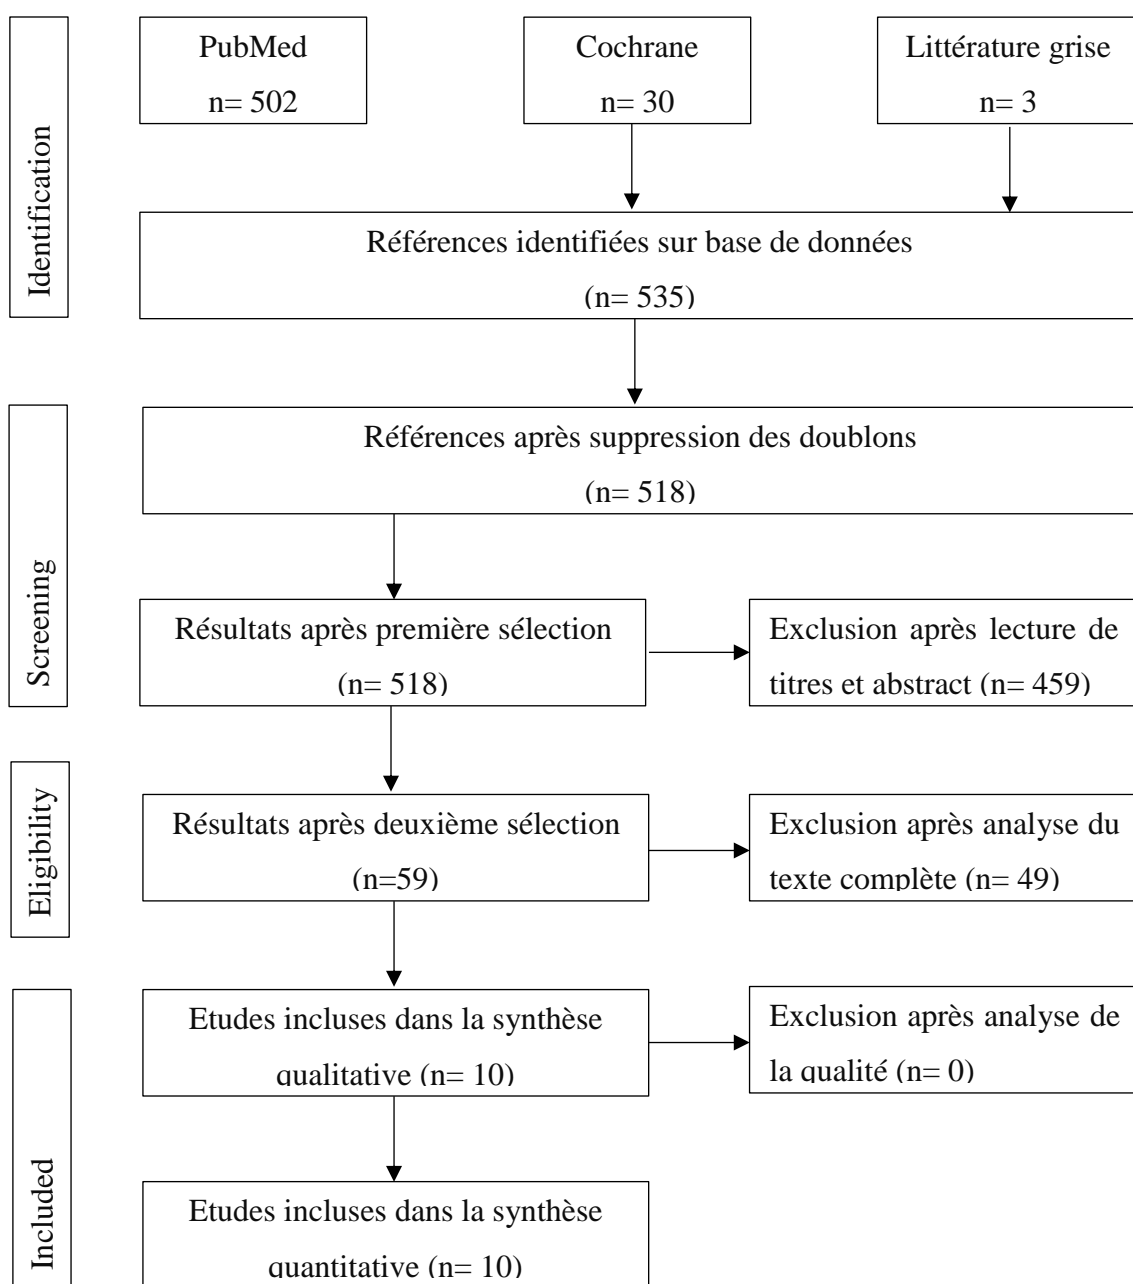 Identification
PubMed
n= 502
Cochrane
n= 30
Littérature grise
n= 3
Références identifiées sur base de données
(n= 535)
Screening
Références après suppression des doublons
(n= 518)
Résultats après première sélection
(n= 518)
Exclusion après lecture de
titres et abstract (n= 459)
Eligibility
Résultats après deuxième sélection
(n=59)
Exclusion après analyse du
texte complète (n= 49)
Included
Etudes incluses dans la synthèse
qualitative (n= 10)
Exclusion après analyse de
la qualité (n= 0)
Etudes incluses dans la synthèse
quantitative (n= 10)